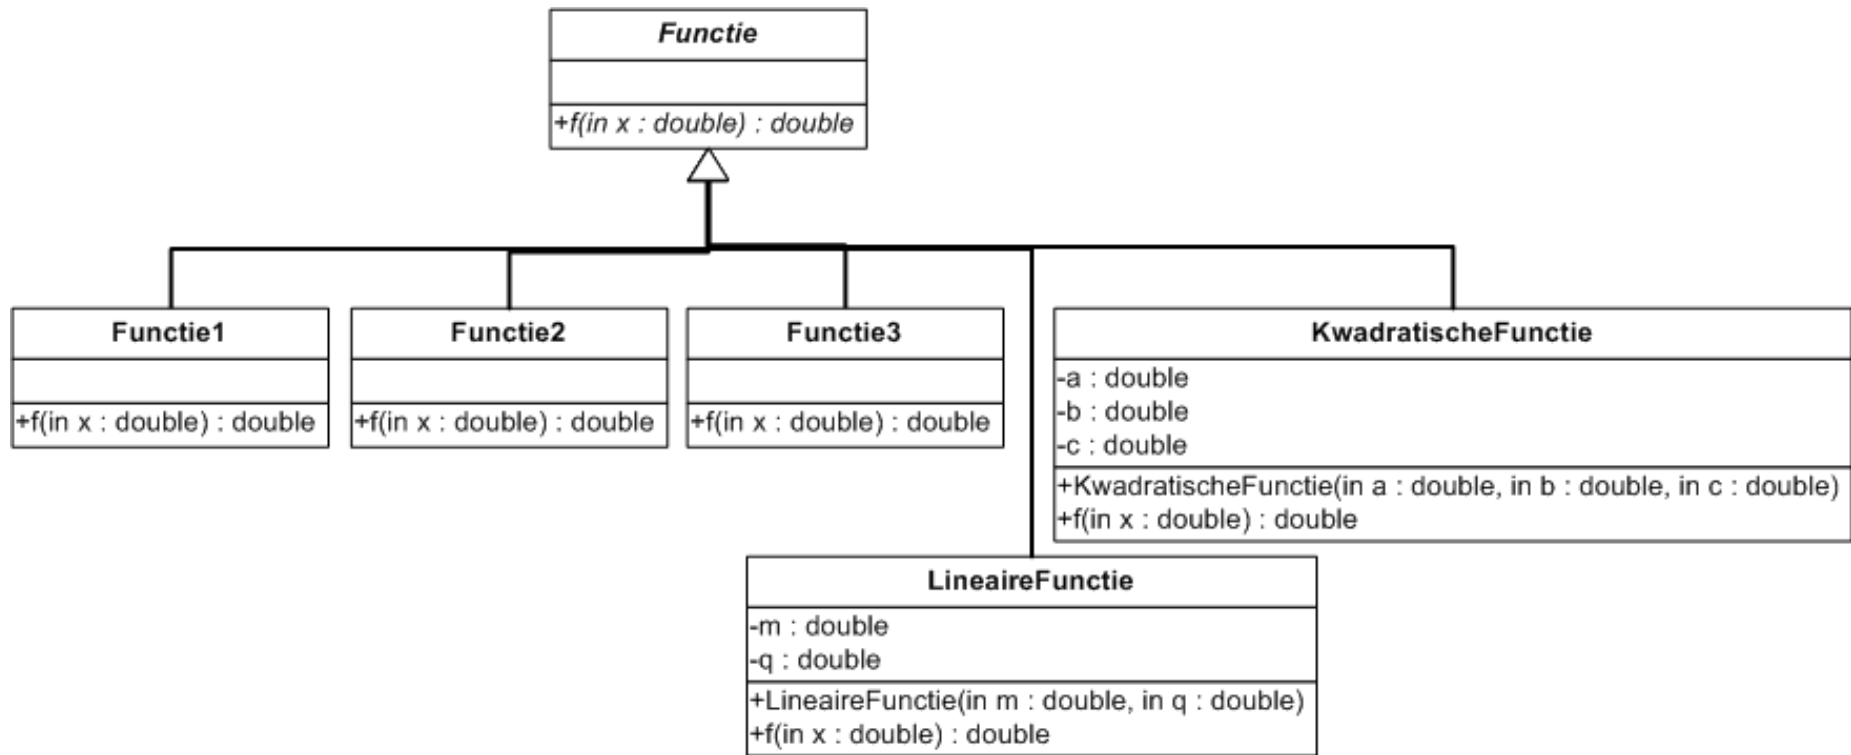 Functie
+f(in x : double) : double
Functie1
+f(in x : double) : double
Functie2
+f(in x : double) : double
Functie3
+f(in x : double) : double
KwadratischeFunctie
-a : double
-b : double
-c : double
+KwadratischeFunctie(in a : double, in b : double, in c : double)
+f(in x : double) : double
LineaireFunctie
-m : double
-q : double
+LineaireFunctie(in m : double, in q : double)
+f(in x : double) : double